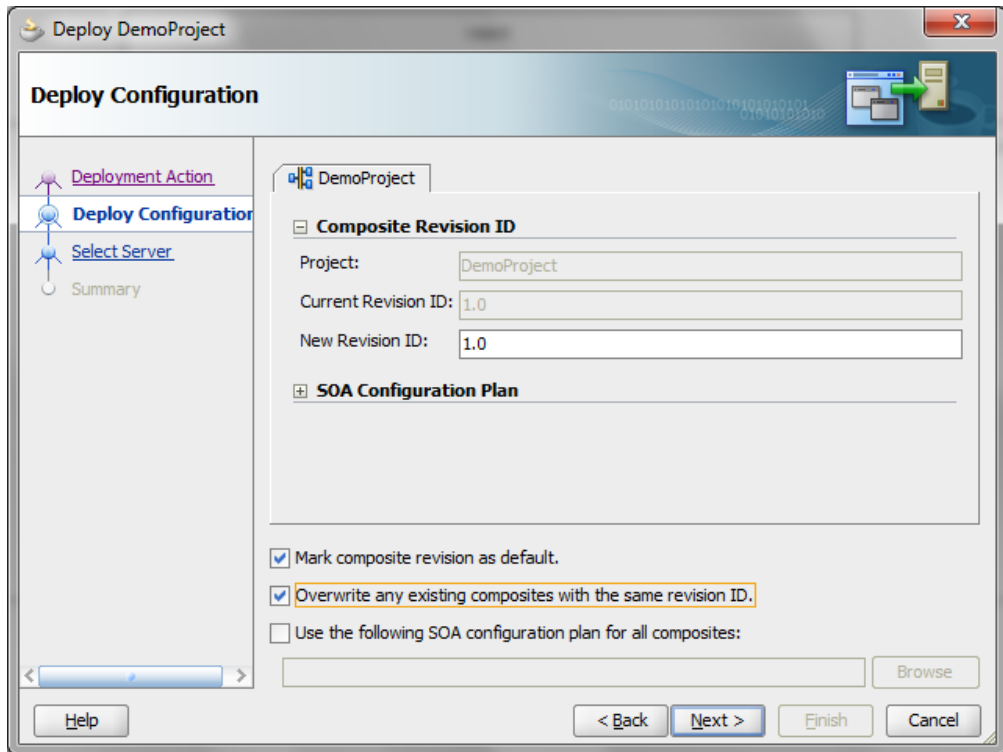 Deploy DemoProject
Deploy Configuration
Deployment Action
Deploy Configuration
Select Server
Summary
DemoProject
Composite Revision ID
Project: DemoProject
Current Revision ID: 1.0
New Revision ID: 1.0
SOA Configuration Plan
Mark composite revision as default.
Overwrite any existing composites with the same revision ID.
Use the following SOA configuration plan for all composites:
Browse
Help < Back Next > Finish Cancel